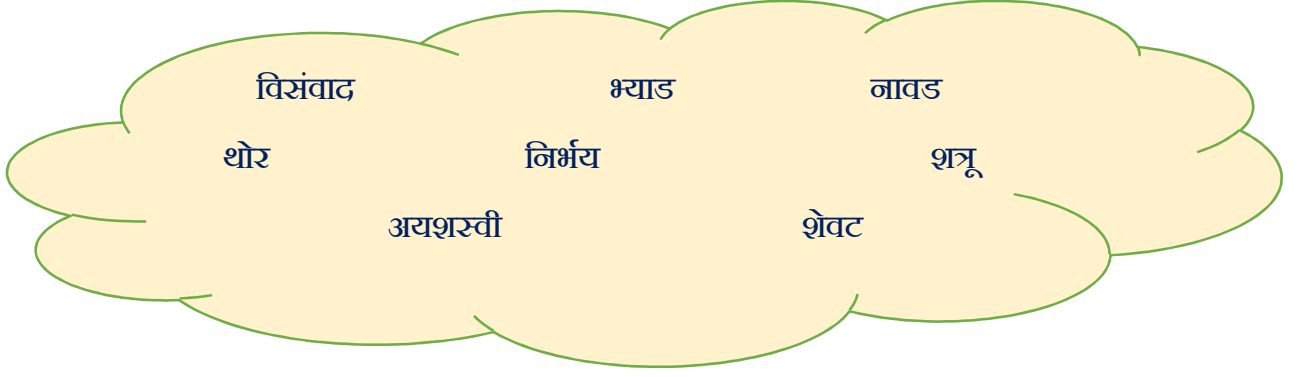 विसंवाद भ्याड नावड
थोर निर्भय शत्रू
अयशस्वी शेवट